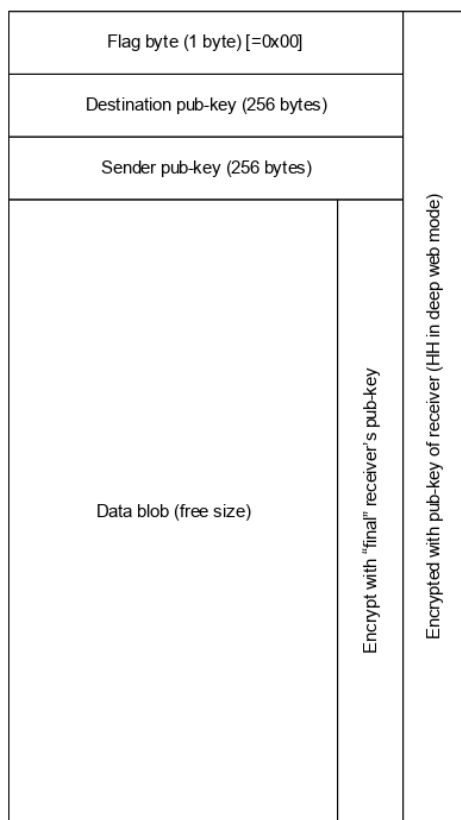 Flag byte (1 byte) [=0x00]
Destination pub-key (256 bytes)
Sender pub-key (256 bytes)
Data blob (free size)
Encrypt with “final” receiver’s pub-key
Encrypted with pub-key of receiver (HH in deep web mode)